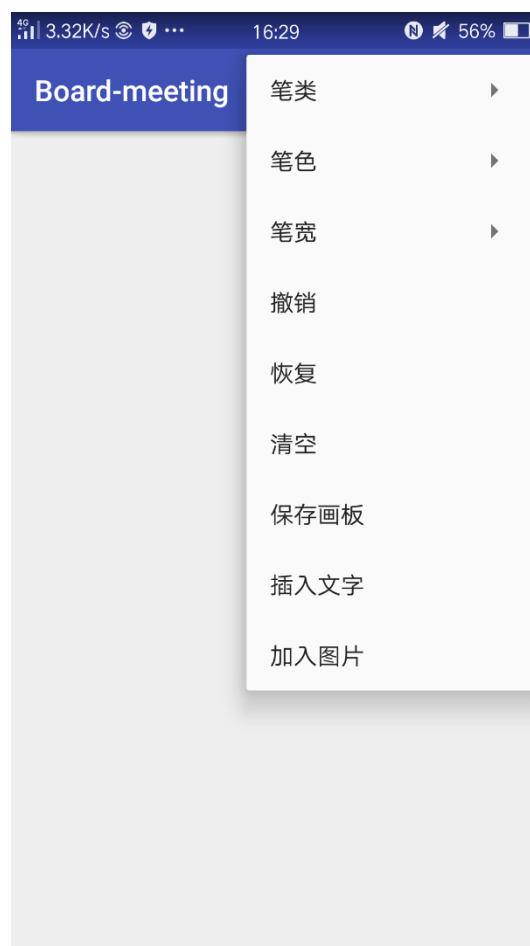 4G 3.32K/s ··· 16:29 N 56%
Board-meeting
笔类
笔色
笔宽
撤销
恢复
清空
保存画板
插入文字
加入图片